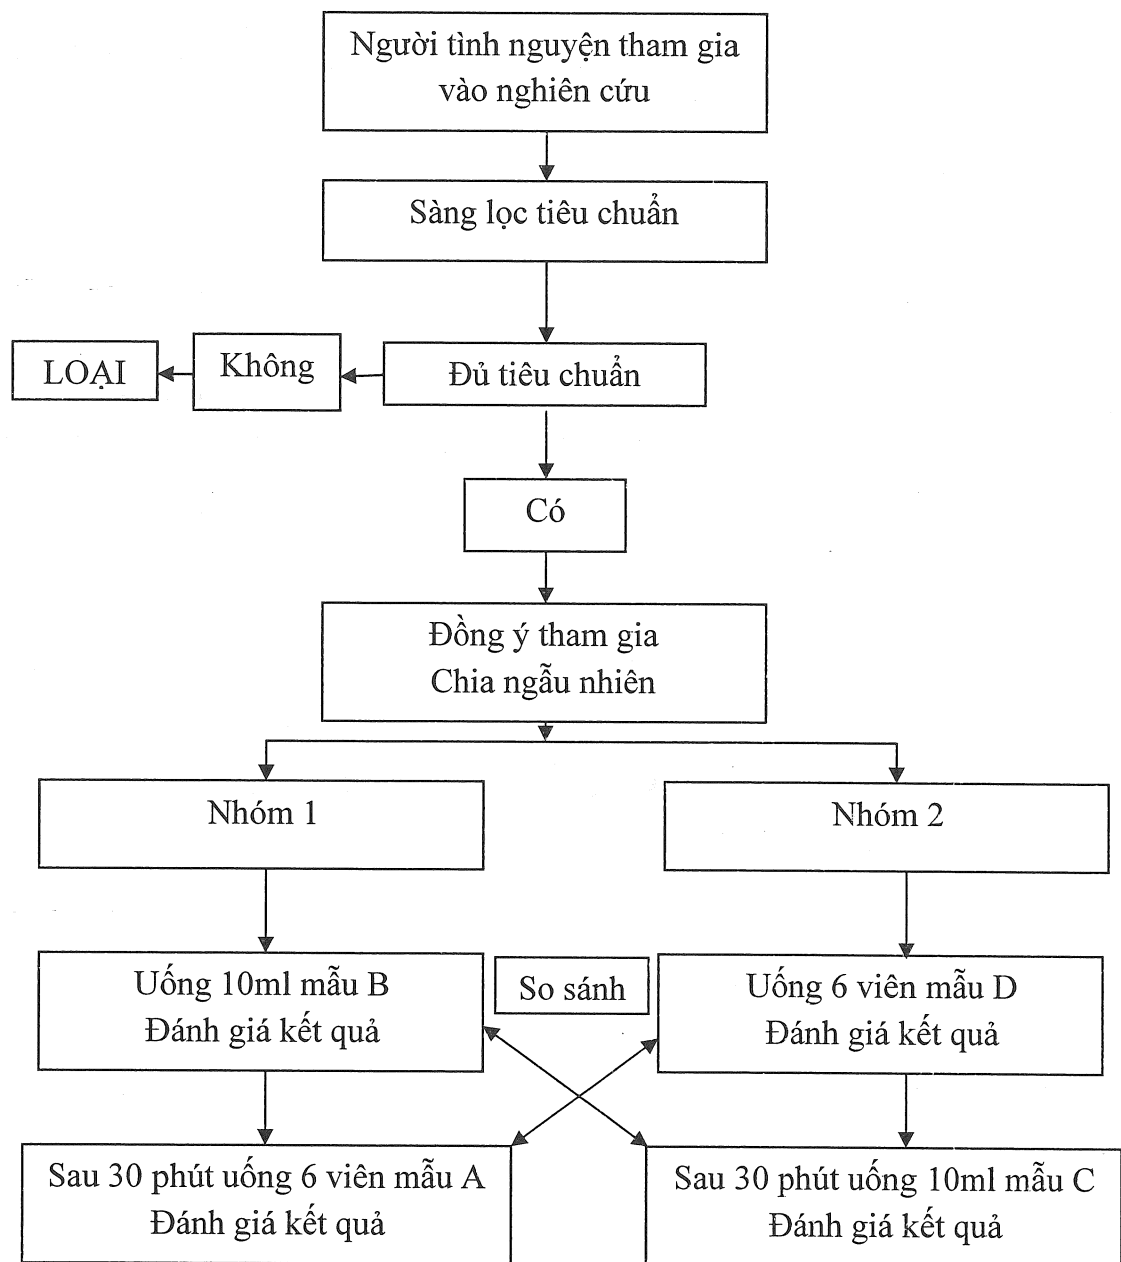 Người tình nguyện tham gia
vào nghiên cứu
Sàng lọc tiêu chuẩn
LOẠI
Không
Đủ tiêu chuẩn
Có
Đồng ý tham gia
Chia ngẫu nhiên
Nhóm 1
Nhóm 2
Uống 10ml mẫu B
Đánh giá kết quả
So sánh
Uống 6 viên mẫu D
Đánh giá kết quả
Sau 30 phút uống 6 viên mẫu A
Đánh giá kết quả
Sau 30 phút uống 10ml mẫu C
Đánh giá kết quả